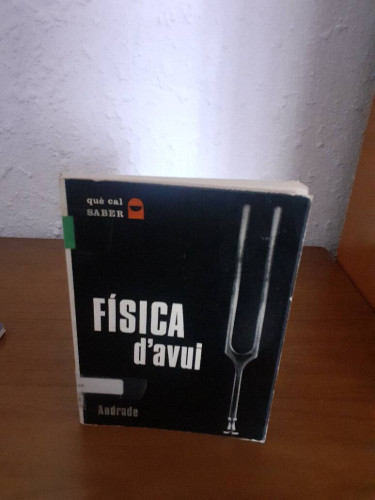 què cal
SABER
FÍSICA
d'avui
Andrade